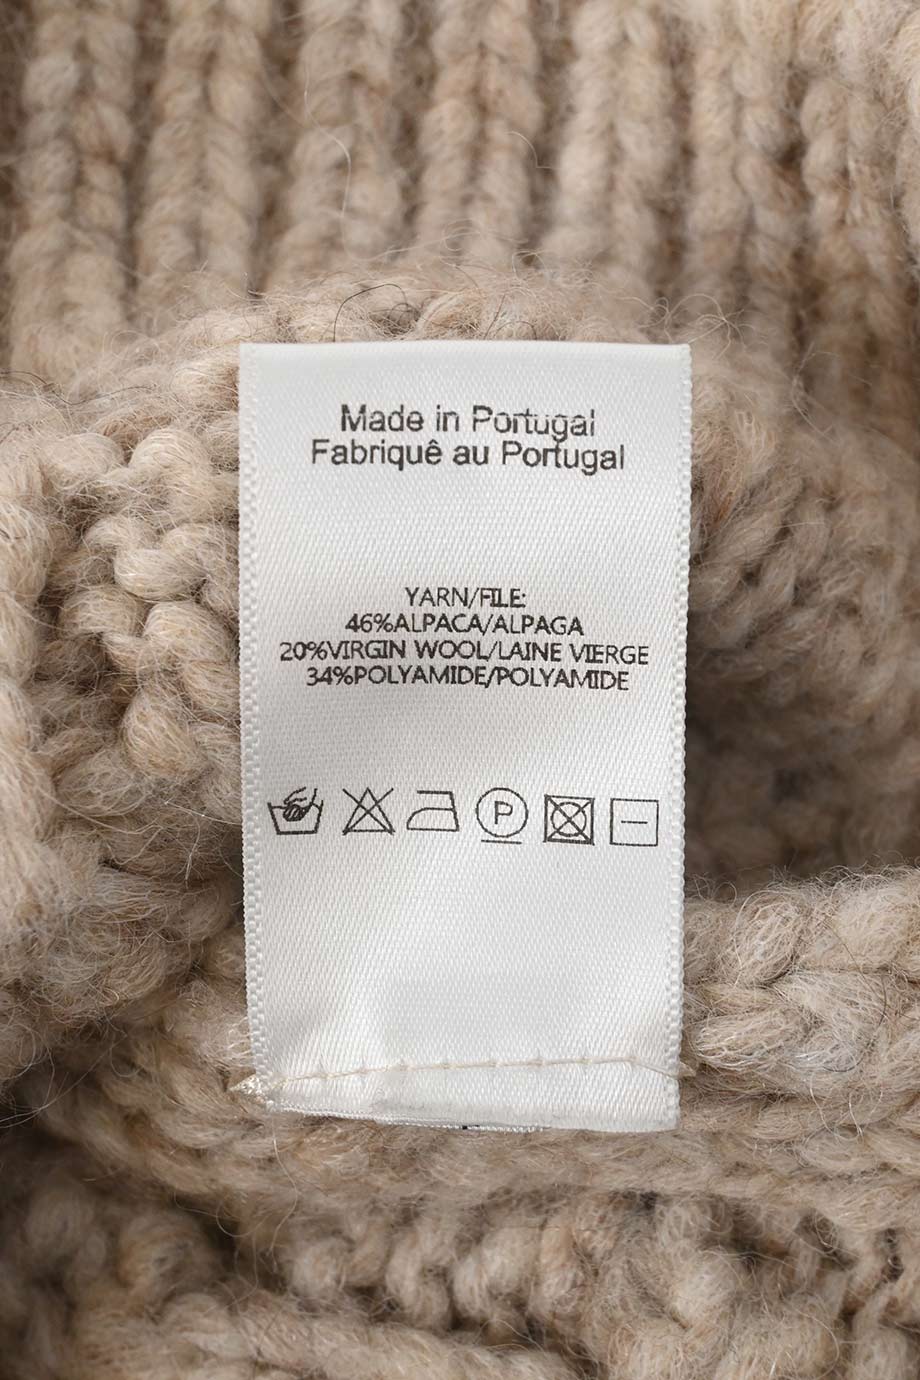 Made in Portugal
Fabriquê au Portugal
YARN/FILE:
46%ALPACA/ALPAGA
20%VIRGIN WOOL/LAINE VIERGE
34%POLYAMIDE/POLYAMIDE
P